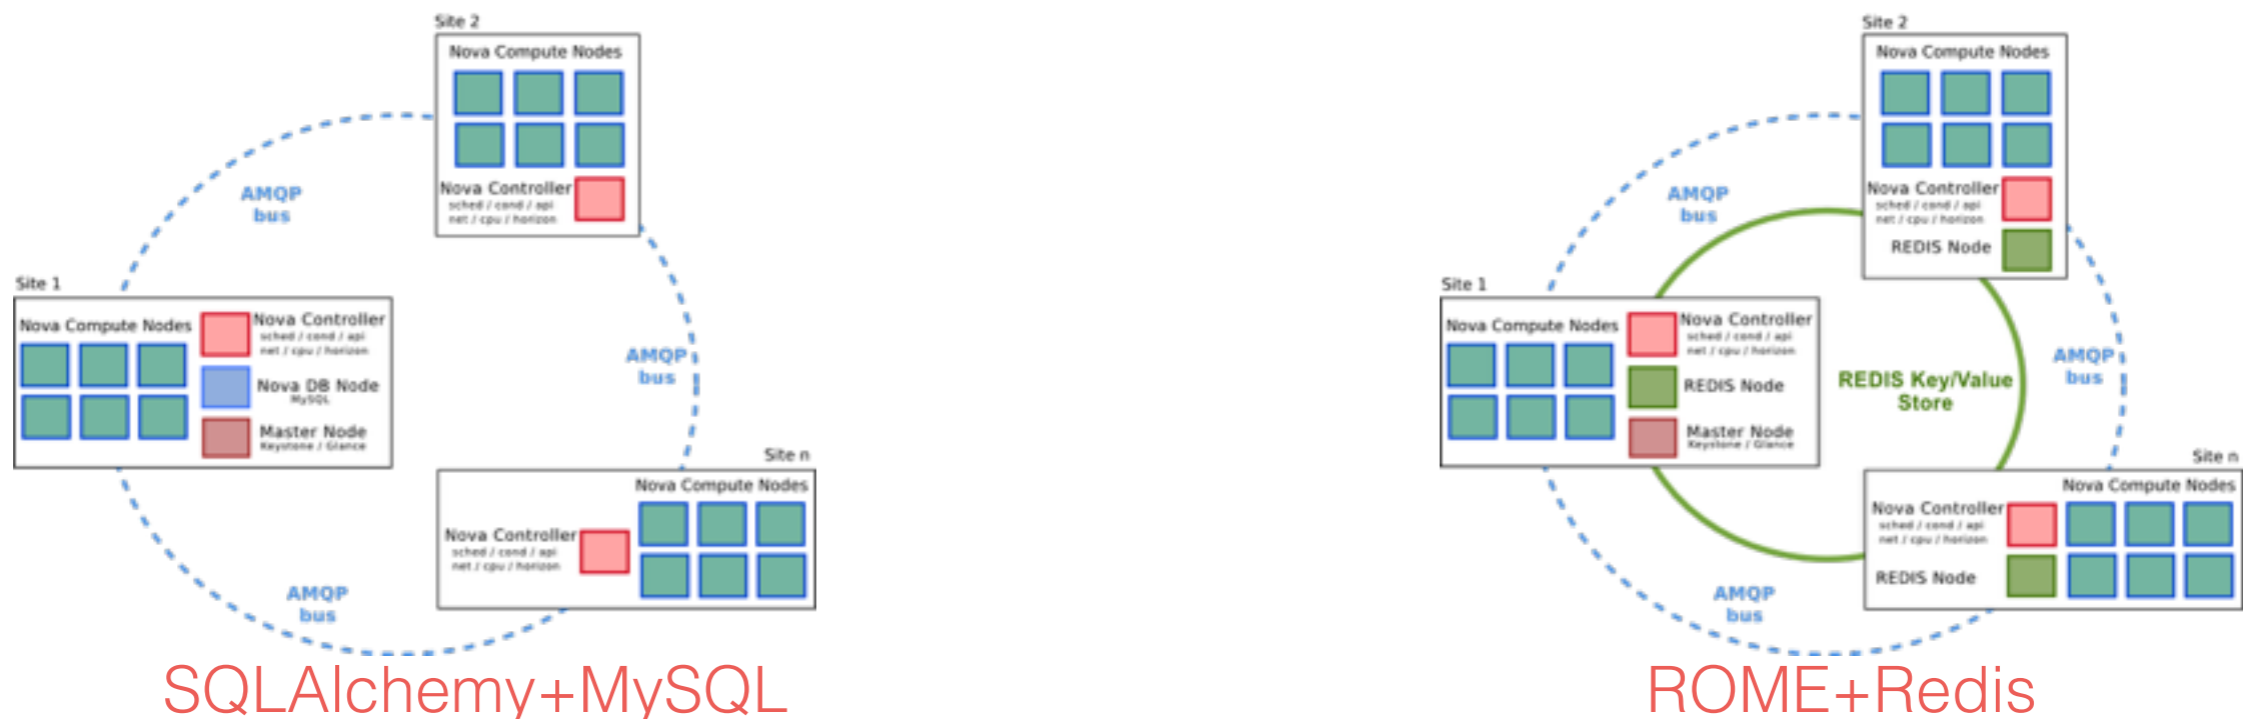 Site 2
Nova Compute Nodes
Nova Controller
sched / cond / api
net / cpu / horizon
AMQP
bus
Site 1
Nova Compute Nodes
Nova Controller
sched / cond / api
net / cpu / horizon
Nova DB Node
MySQL
Master Node
Keystone / Glance
AMQP
bus
Site n
Nova Compute Nodes
Nova Controller
sched / cond / api
net / cpu / horizon
AMQP
bus
SQLAlchemy+MySQL
Site 2
Nova Compute Nodes
Nova Controller
sched / cond / api
net / cpu / horizon
REDIS Node
AMQP
bus
Site 1
Nova Compute Nodes
Nova Controller
sched / cond / api
net / cpu / horizon
REDIS Node
Master Node
Keystone / Glance
REDIS Key/Value
Store
AMQP
bus
Site n
Nova Compute Nodes
Nova Controller
sched / cond / api
net / cpu / horizon
REDIS Node
AMQP
bus
ROME+Redis